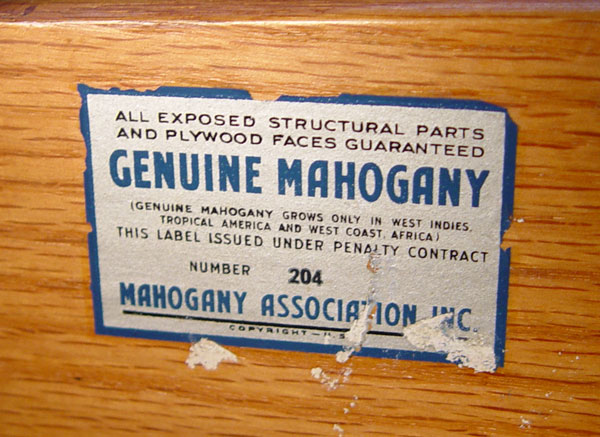 ALL EXPOSED STRUCTURAL PARTS
AND PLYWOOD FACES GUARANTEED
GENUINE MAHOGANY
(GENUINE MAHOGANY GROWS ONLY IN WEST INDIES,
TROPICAL AMERICA AND WEST COAST, AFRICA)
THIS LABEL ISSUED UNDER PENALTY CONTRACT
NUMBER 204
MAHOGANY ASSOCIATION INC.
COPYRIGHT—U.S.